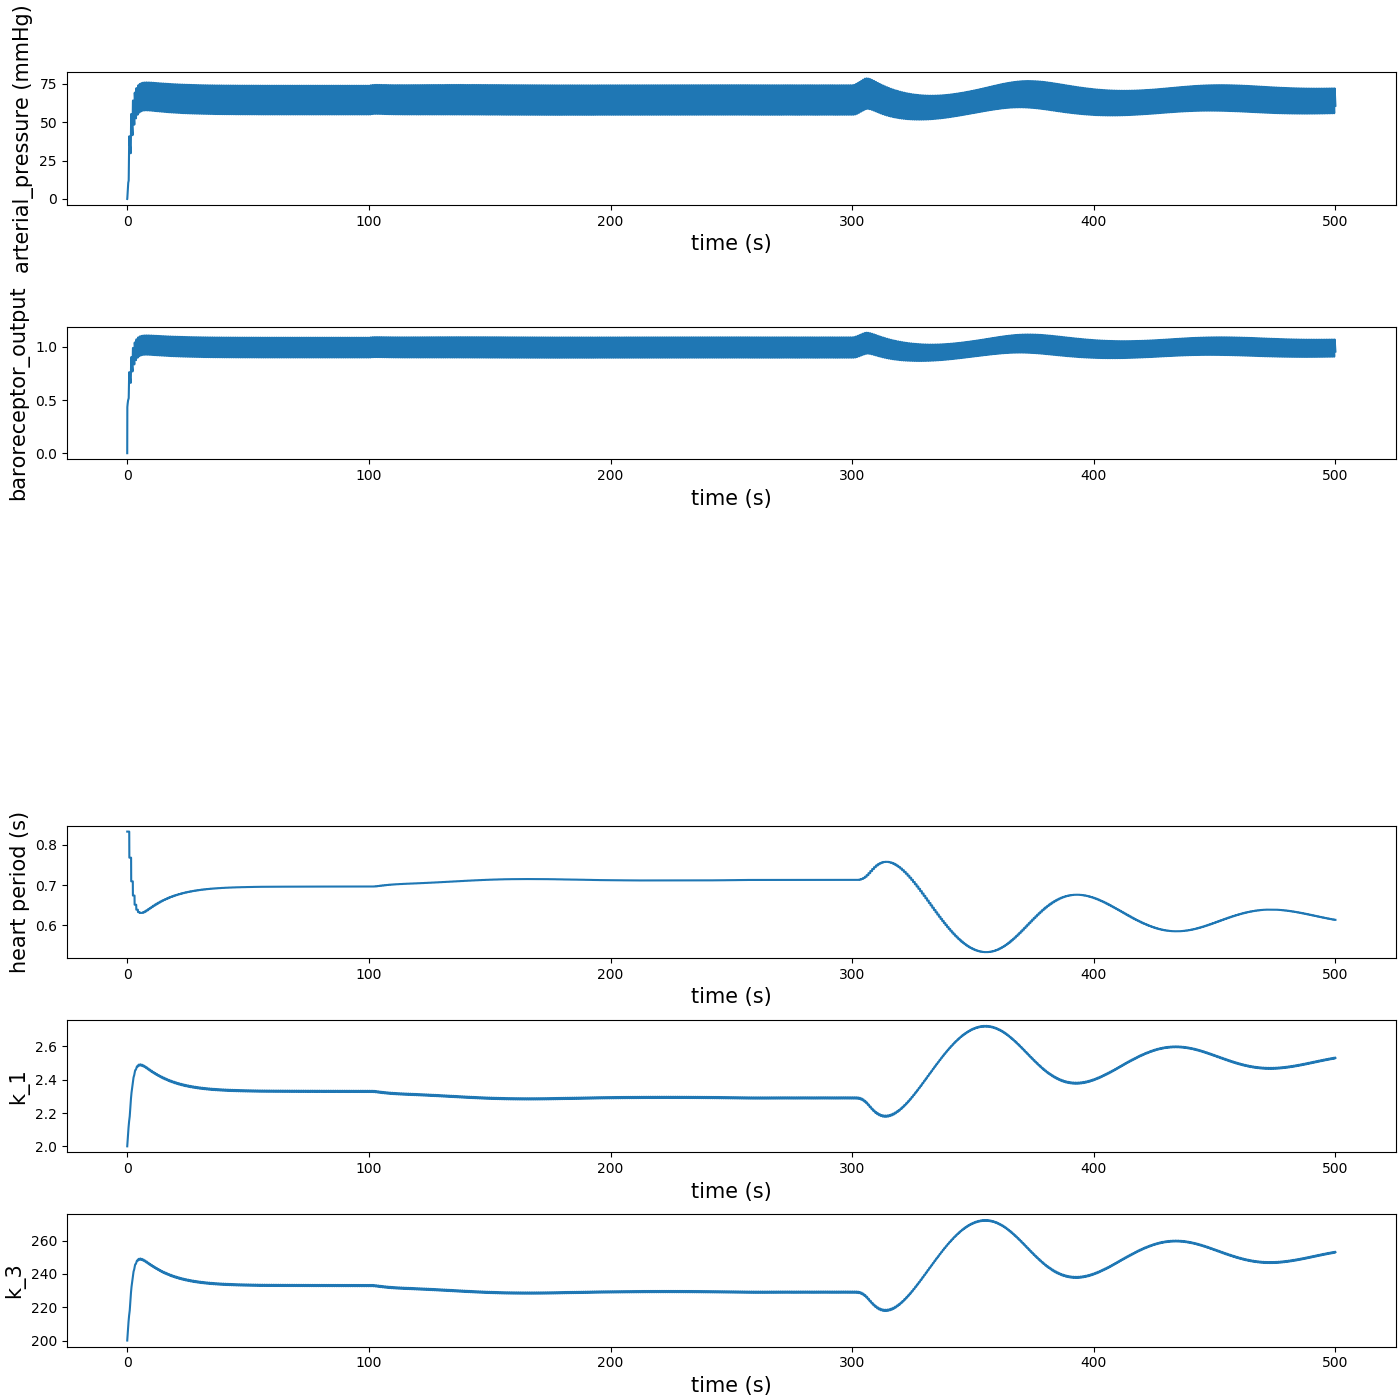 arterial_pressure (mmHg)
75
50
25
0
0 100 200 300 400 500
time (s)
baroreceptor_output
1.0
0.5
0.0
0 100 200 300 400 500
time (s)
heart period (s)
0.8
0.7
0.6
0 100 200 300 400 500
time (s)
k_1
2.6
2.4
2.2
2.0
0 100 200 300 400 500
time (s)
k_3
260
240
220
200
0 100 200 300 400 500
time (s)